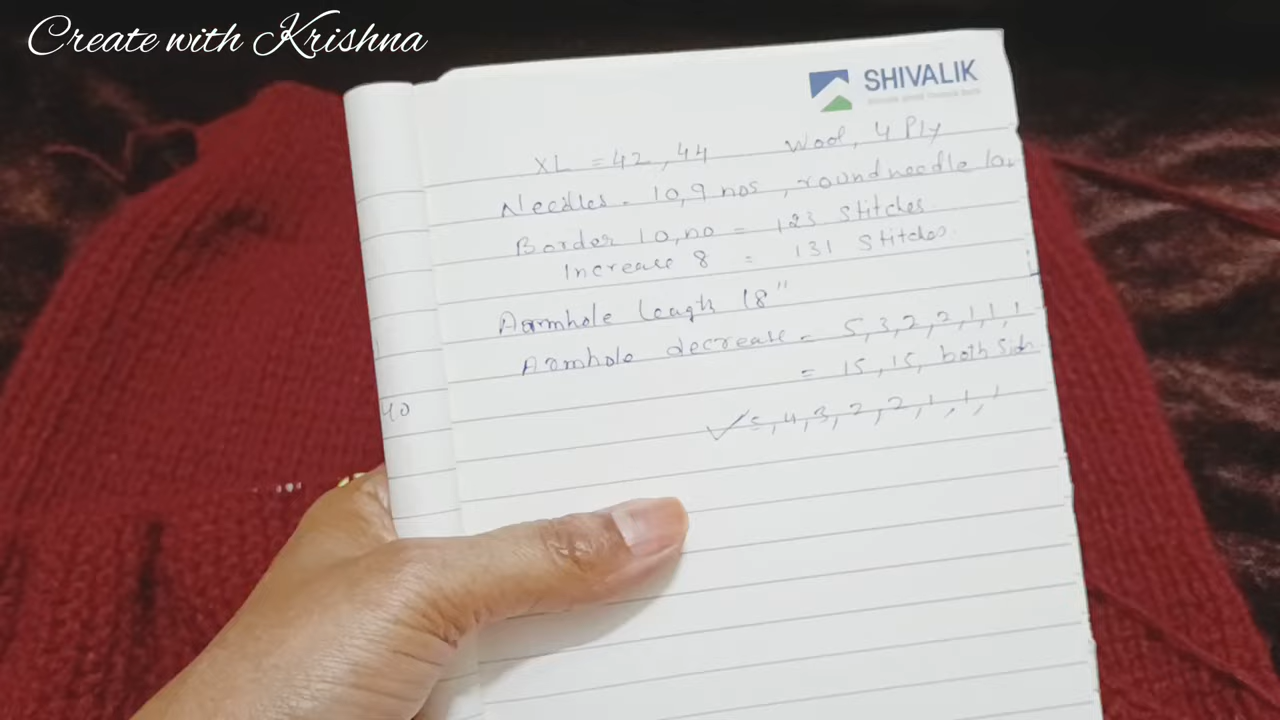 Create with Krishna
SHIVALIK
XL = 42, 44 Wool, 4 Ply
Needles - 10, 9 nos, round needle 10,
Border 10, no = 123 Stitches
Increase 8 = 131 Stitches.
Aormhole length 18"
Aormhole decrease - 5, 3, 2, 2, 1, 1, 1
= 15, 15, both Side
✓ 5, 4, 3, 2, 2, 1, 1, 1
40